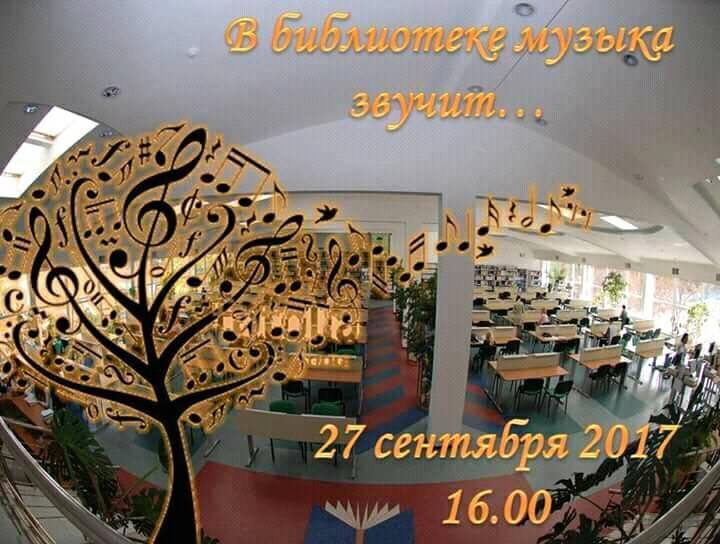 В библиотеке музыка
звучит...
27 сентября 2017
16.00